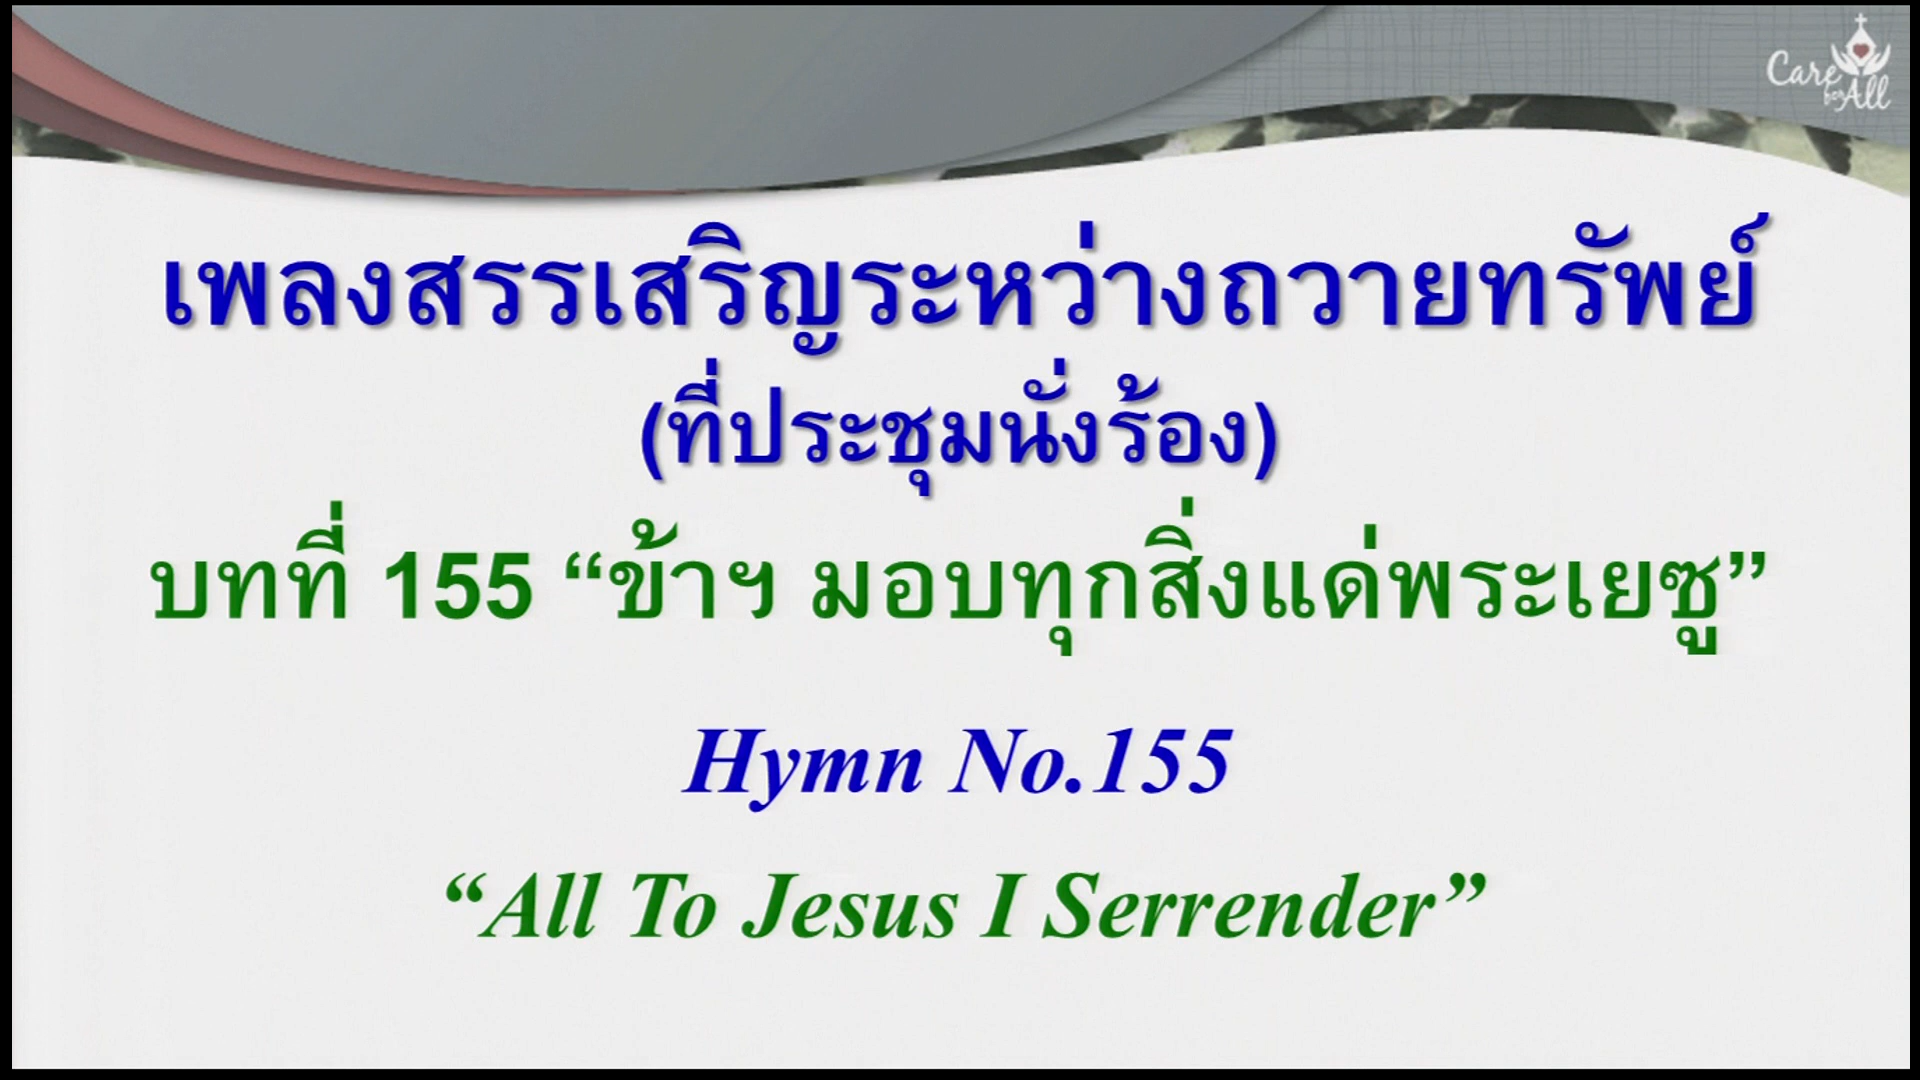 Care
for All
เพลงสรรเสริญระหว่างถวายทรัพย์
(ที่ประชุมนั่งร้อง)
บทที่ 155 “ข้าฯ มอบทุกสิ่งแด่พระเยซู”
Hymn No.155
“All To Jesus I Serrender”